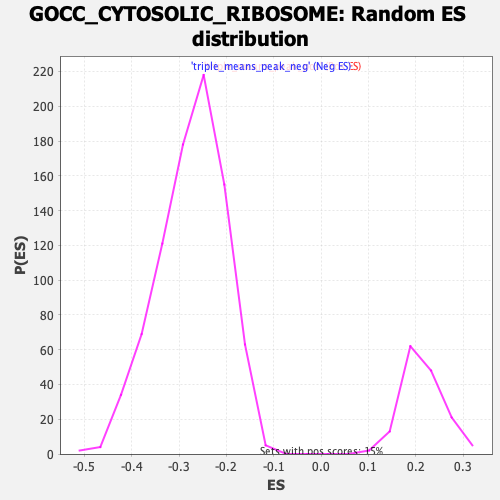 GOCC_CYTOSOLIC_RIBOSOME: Random ES
distribution
'triple_means_peak_neg' (Neg ES)
ES)
220
200
180
160
140
120
100
80
60
40
20
0
P(ES)
Sets with pos scores: 15%
-0.5 -0.4 -0.3 -0.2 -0.1 0.0 0.1 0.2 0.3
ES